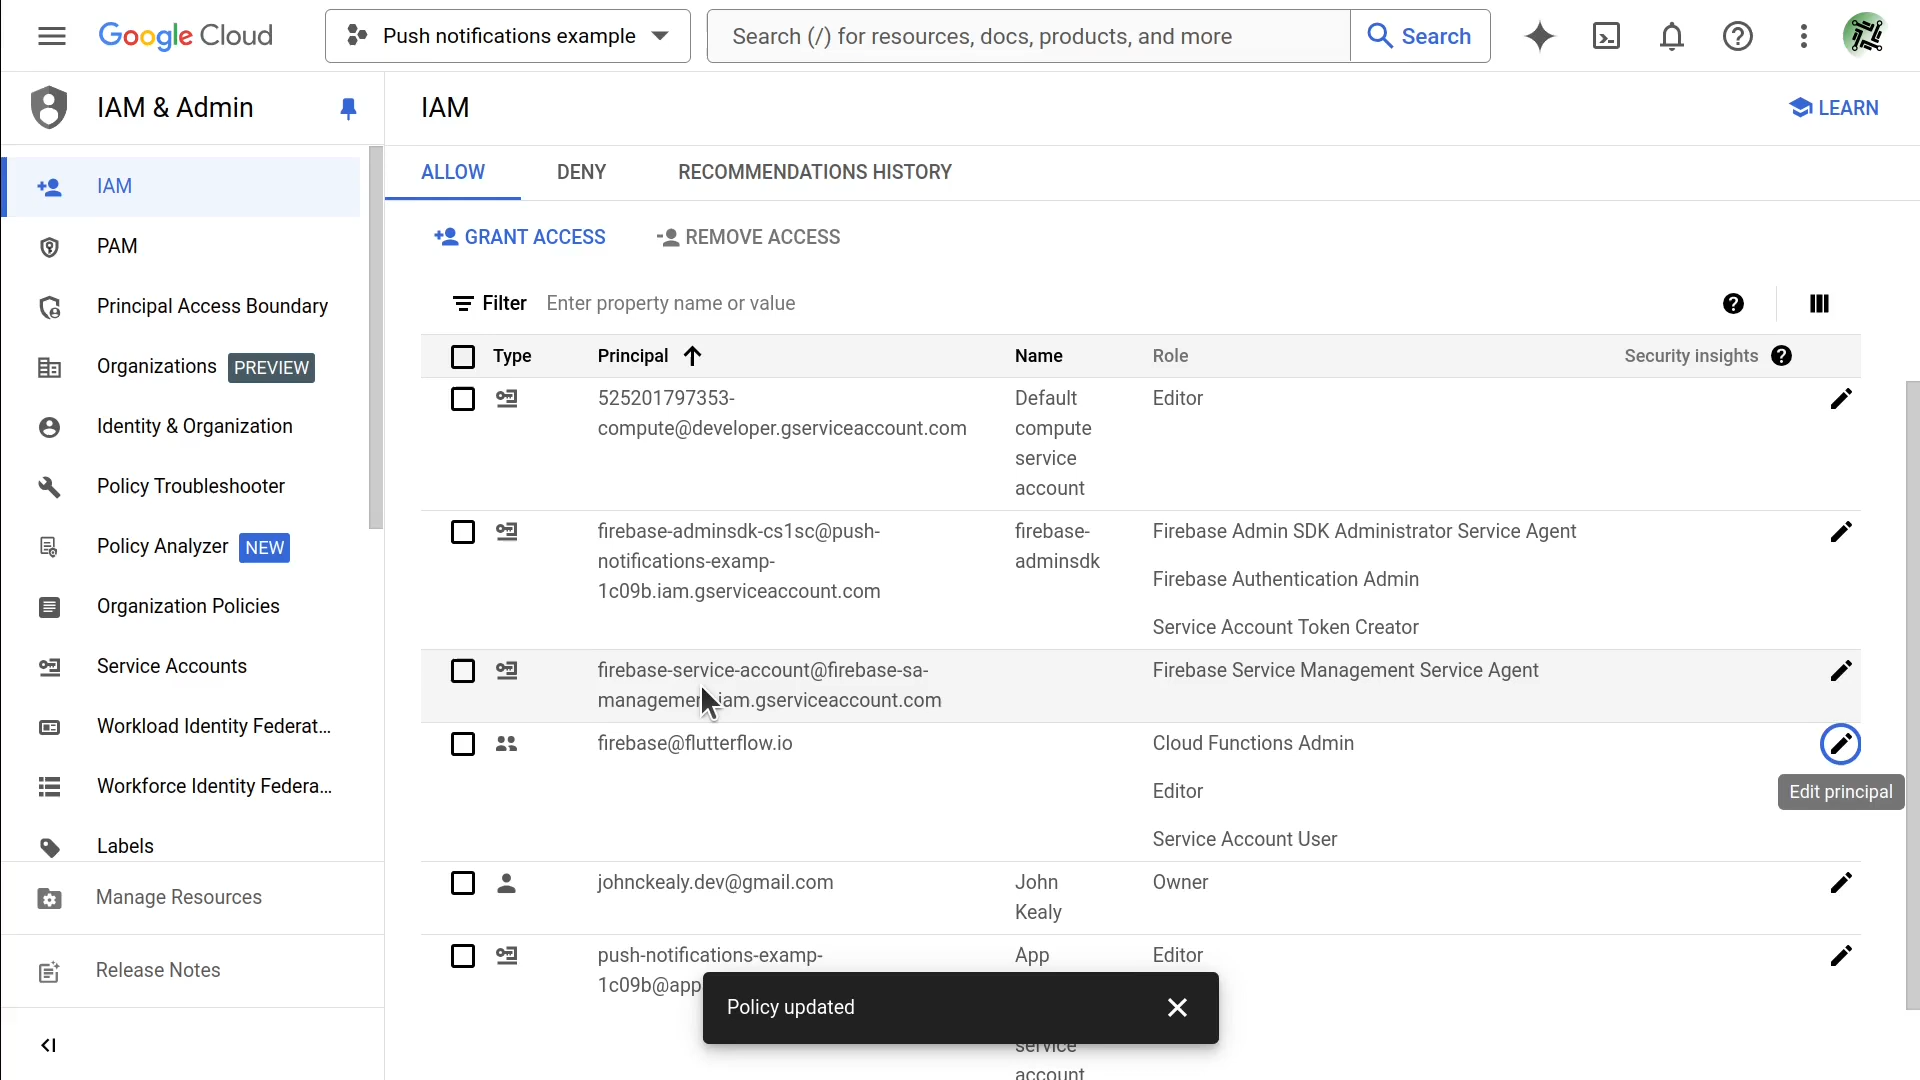 Google Cloud
Push notifications example
Search (/) for resources, docs, products, and more
Search
IAM & Admin
IAM
LEARN
IAM
PAM
Principal Access Boundary
Organizations PREVIEW
Identity & Organization
Policy Troubleshooter
Policy Analyzer NEW
Organization Policies
Service Accounts
Workload Identity Federat...
Workforce Identity Federa...
Labels
Manage Resources
Release Notes
ALLOW
DENY
RECOMMENDATIONS HISTORY
GRANT ACCESS
REMOVE ACCESS
Filter Enter property name or value
Type Principal Name Role Security insights
525201797353-
compute@developer.gserviceaccount.com
Default
compute
service
account
Editor
firebase-adminsdk-cs1sc@push-
notifications-examp-
1c09b.iam.gserviceaccount.com
firebase-
adminsdk
Firebase Admin SDK Administrator Service Agent
Firebase Authentication Admin
Service Account Token Creator
firebase-service-account@firebase-sa-
management.iam.gserviceaccount.com
Firebase Service Management Service Agent
firebase@flutterflow.io
Cloud Functions Admin
Editor
Service Account User
Edit principal
johnckealy.dev@gmail.com
John
Kealy
Owner
push-notifications-examp-
1c09b@app
App
service
account
Editor
Policy updated